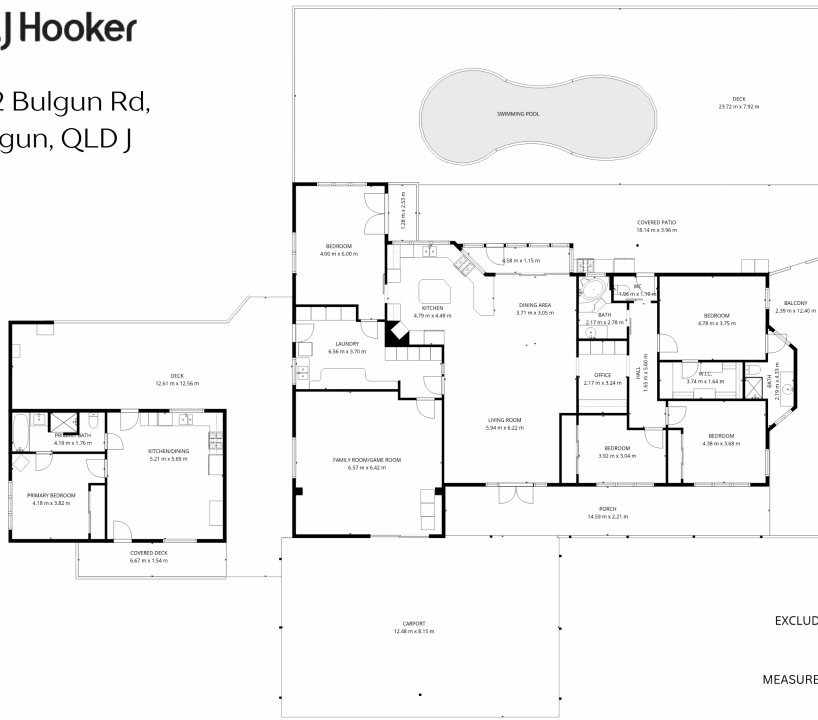 J Hooker
2 Bulgun Rd,
gun, QLD J
SWIMMING POOL
DECK
23.72 m x 7.92 m
1.28 m x 2.53 m
COVERED PATIO
18.14 m x 3.96 m
BEDROOM
4.00 m x 6.00 m
4.58 m x 1.15 m
WC
1.96 m x 1.10 m
KITCHEN
4.79 m x 4.49 m
DINING AREA
3.71 m x 3.05 m
BATH
2.17 m x 2.78 m
BEDROOM
4.78 m x 3.75 m
BALCONY
2.39 m x 12.40 m
LAUNDRY
6.56 m x 3.70 m
DECK
12.61 m x 12.56 m
OFFICE
2.17 m x 3.24 m
HALL
1.65 m x 5.60 m
W.I.C.
3.74 m x 1.64 m
BATH
2.19 m x 4.33 m
PRIMARY BATH
4.18 m x 1.76 m
KITCHEN/DINING
5.21 m x 5.69 m
LIVING ROOM
5.94 m x 6.22 m
BEDROOM
4.38 m x 3.68 m
BEDROOM
3.92 m x 3.04 m
FAMILY ROOM/GAME ROOM
6.57 m x 6.42 m
PRIMARY BEDROOM
4.18 m x 3.82 m
PORCH
14.59 m x 2.21 m
COVERED DECK
6.67 m x 1.54 m
CARPORT
12.48 m x 8.15 m
EXCLUD
MEASURE